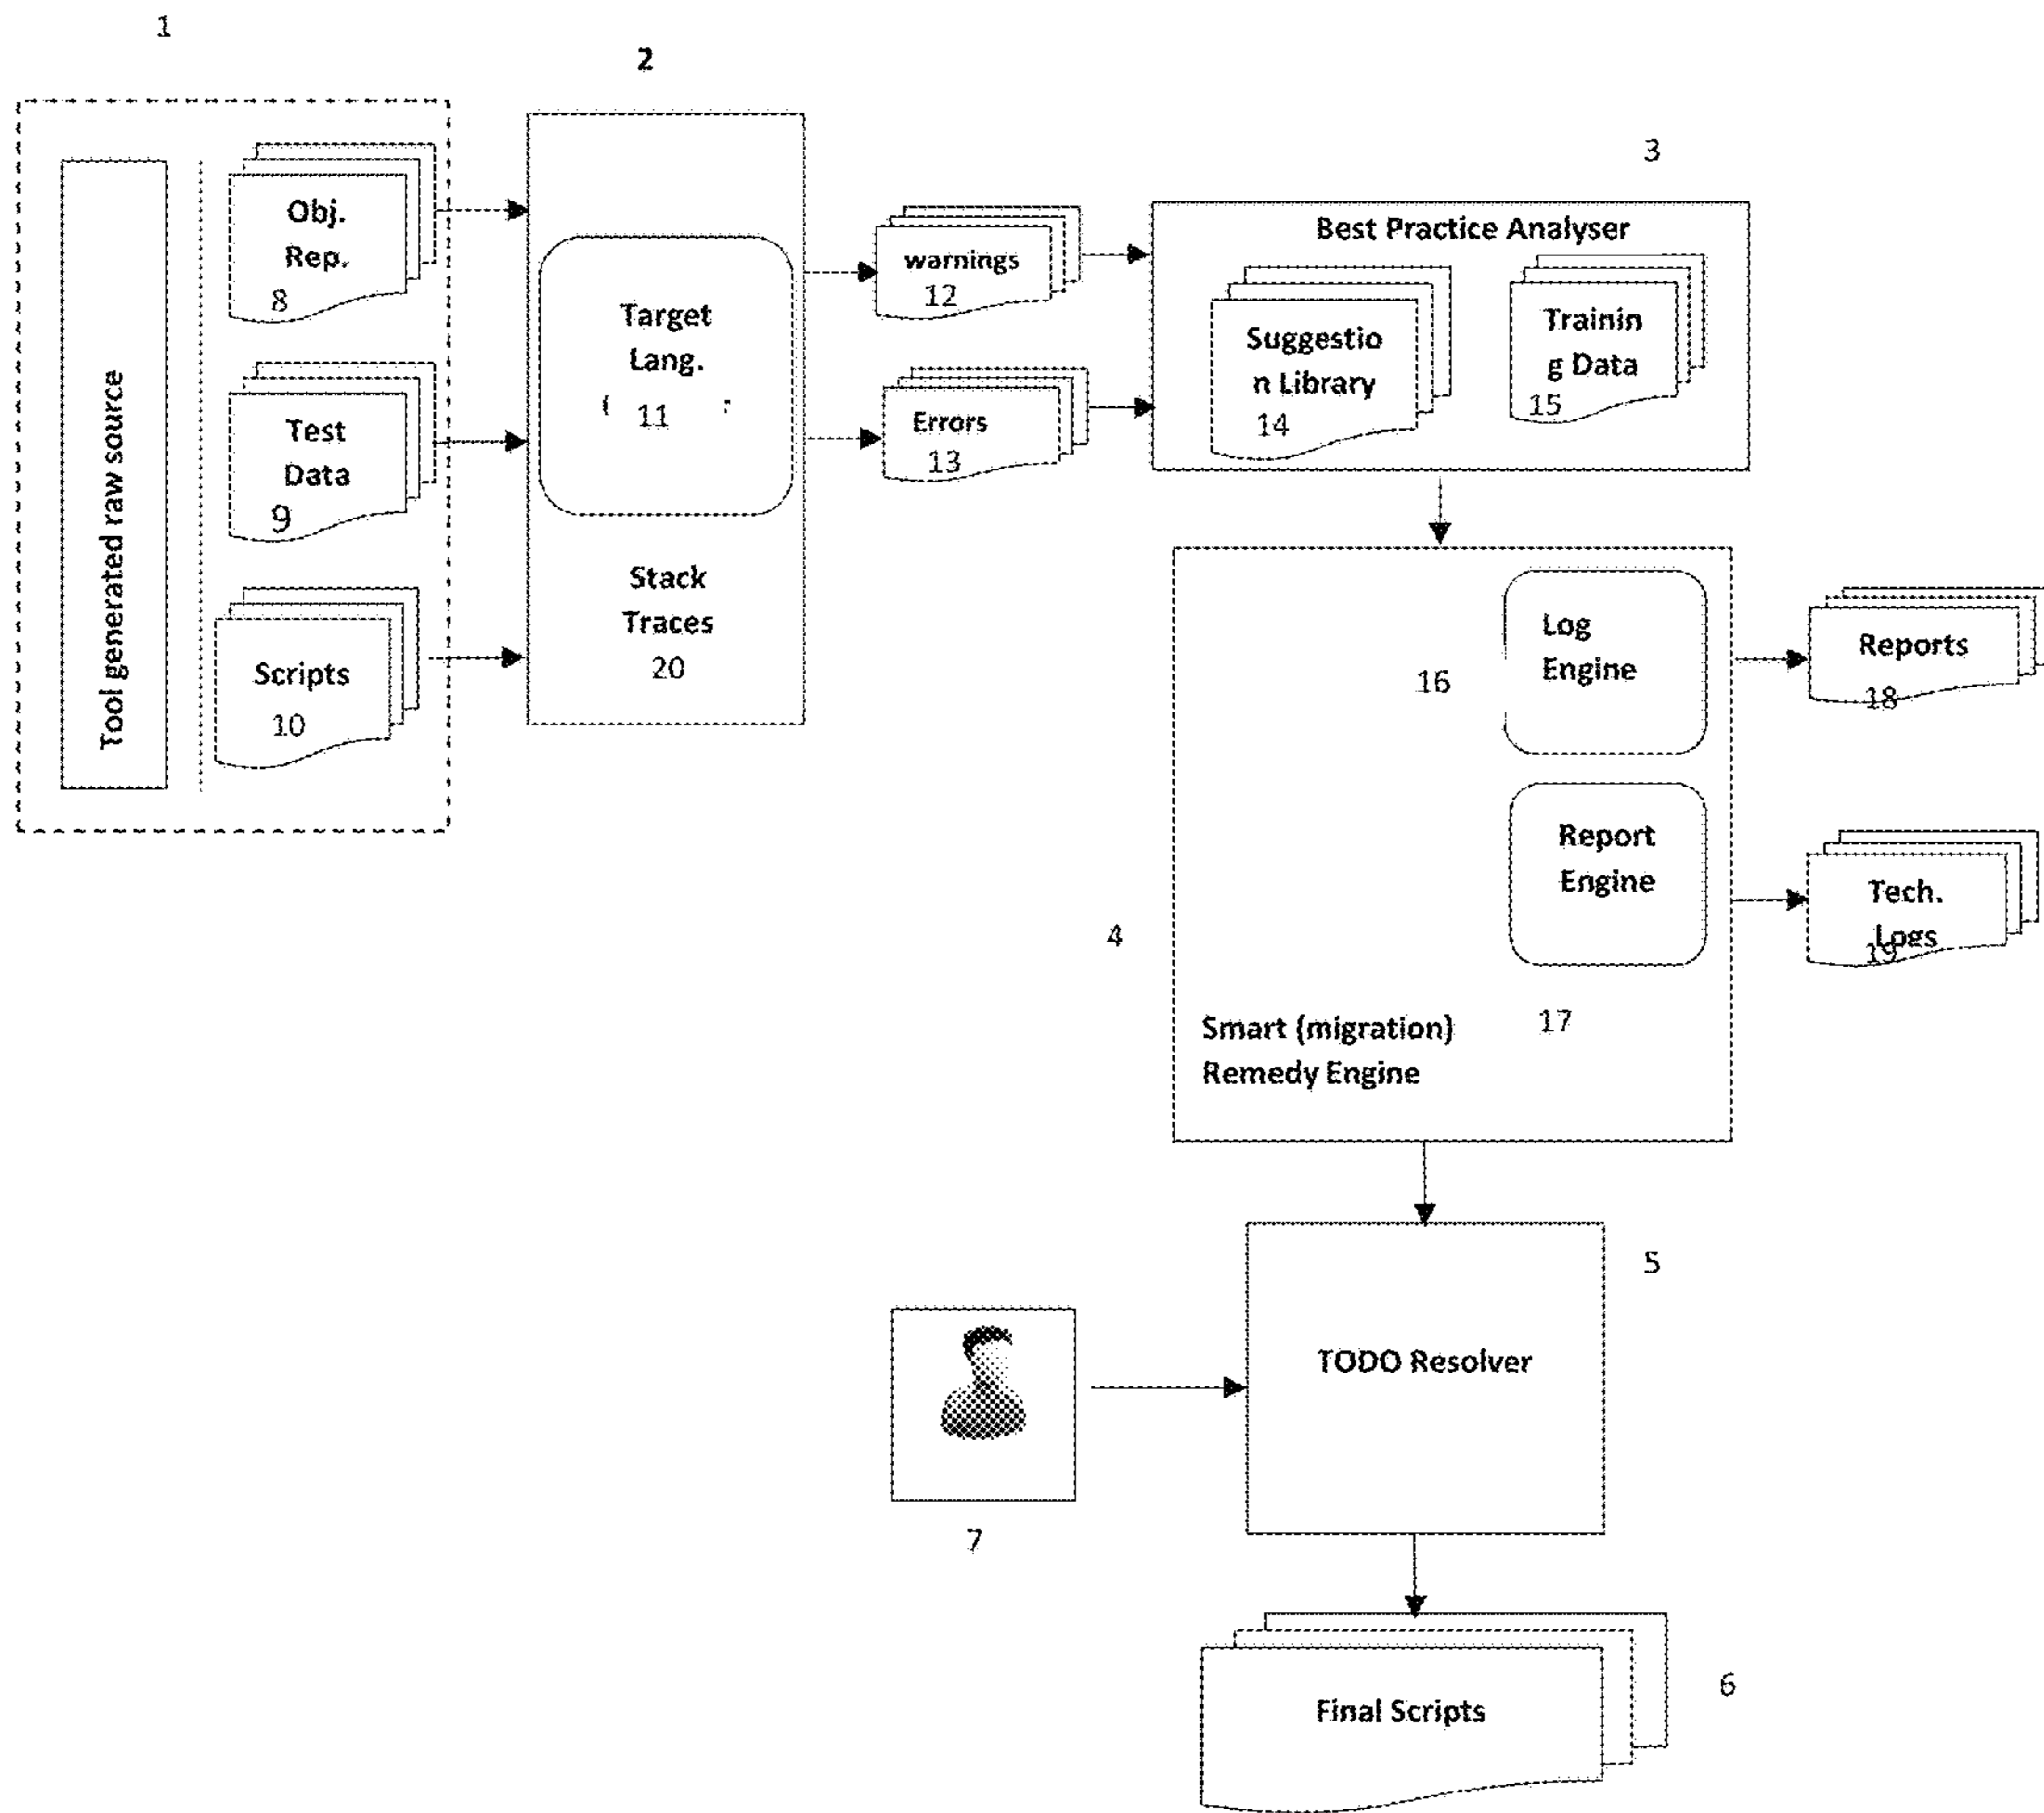 1
2
3
Tool generated raw source
Obj.
Rep.
8
Test
Data
9
Scripts
10
Target
Lang.
11
Stack
Traces
20
warnings
12
Errors
13
Best Practice Analyser
Suggestio
n Library
14
Trainin
g Data
15
4
16
Log
Engine
Report
Engine
17
Smart (migration)
Remedy Engine
Reports
18
Tech.
Logs
19
5
TODO Resolver
7
Final Scripts
6